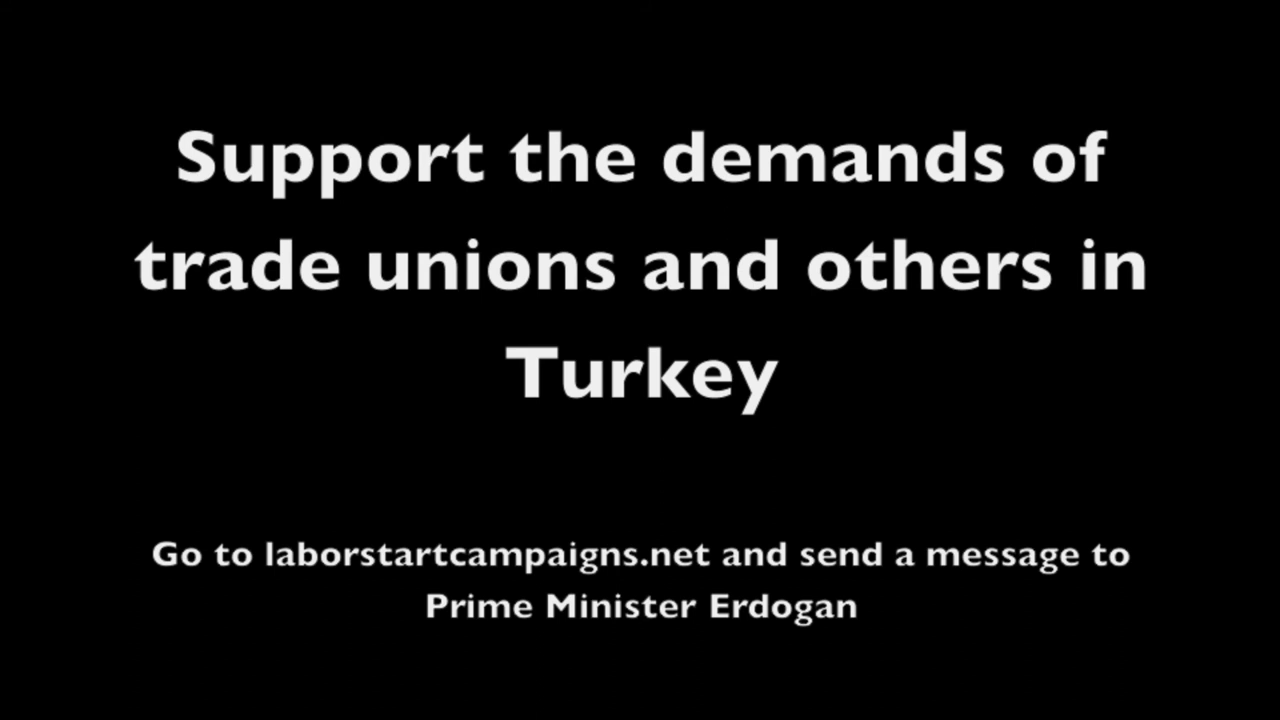 Support the demands of
trade unions and others in
Turkey
Go to laborstartcampaigns.net and send a message to
Prime Minister Erdogan